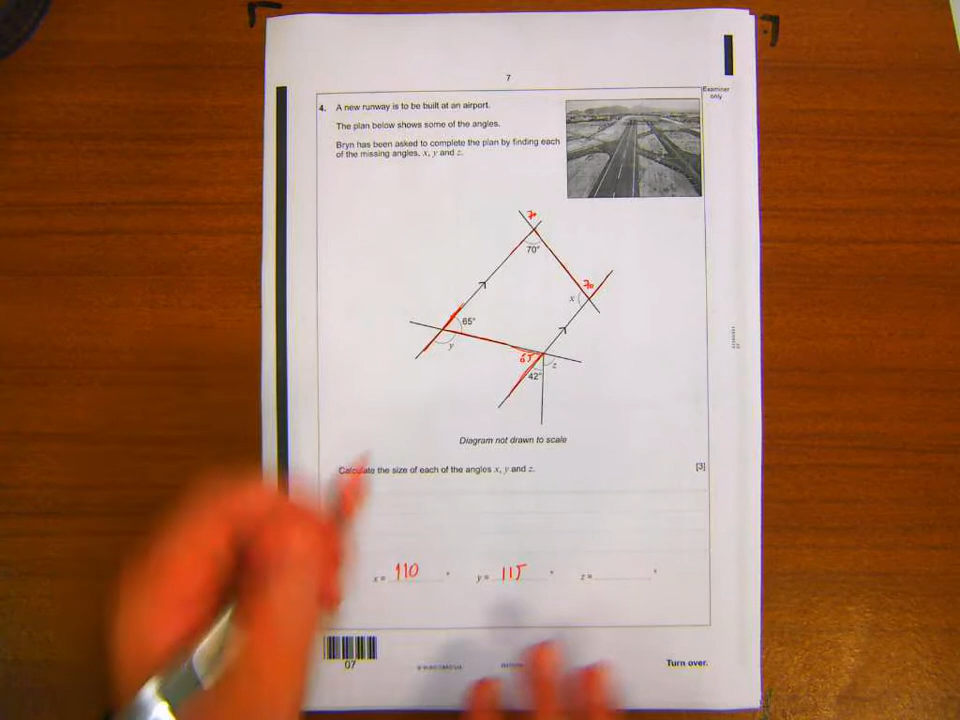 7
Examiner
only
4. A new runway is to be built at an airport.
The plan below shows some of the angles.
Bryn has been asked to complete the plan by finding each
of the missing angles, x, y and z.
70
70°
70
x
65°
y
65
z
42°
Diagram not drawn to scale
Calculate the size of each of the angles x, y and z. [3]
x = 110 ° y = 115 ° z = °
07
Turn over.